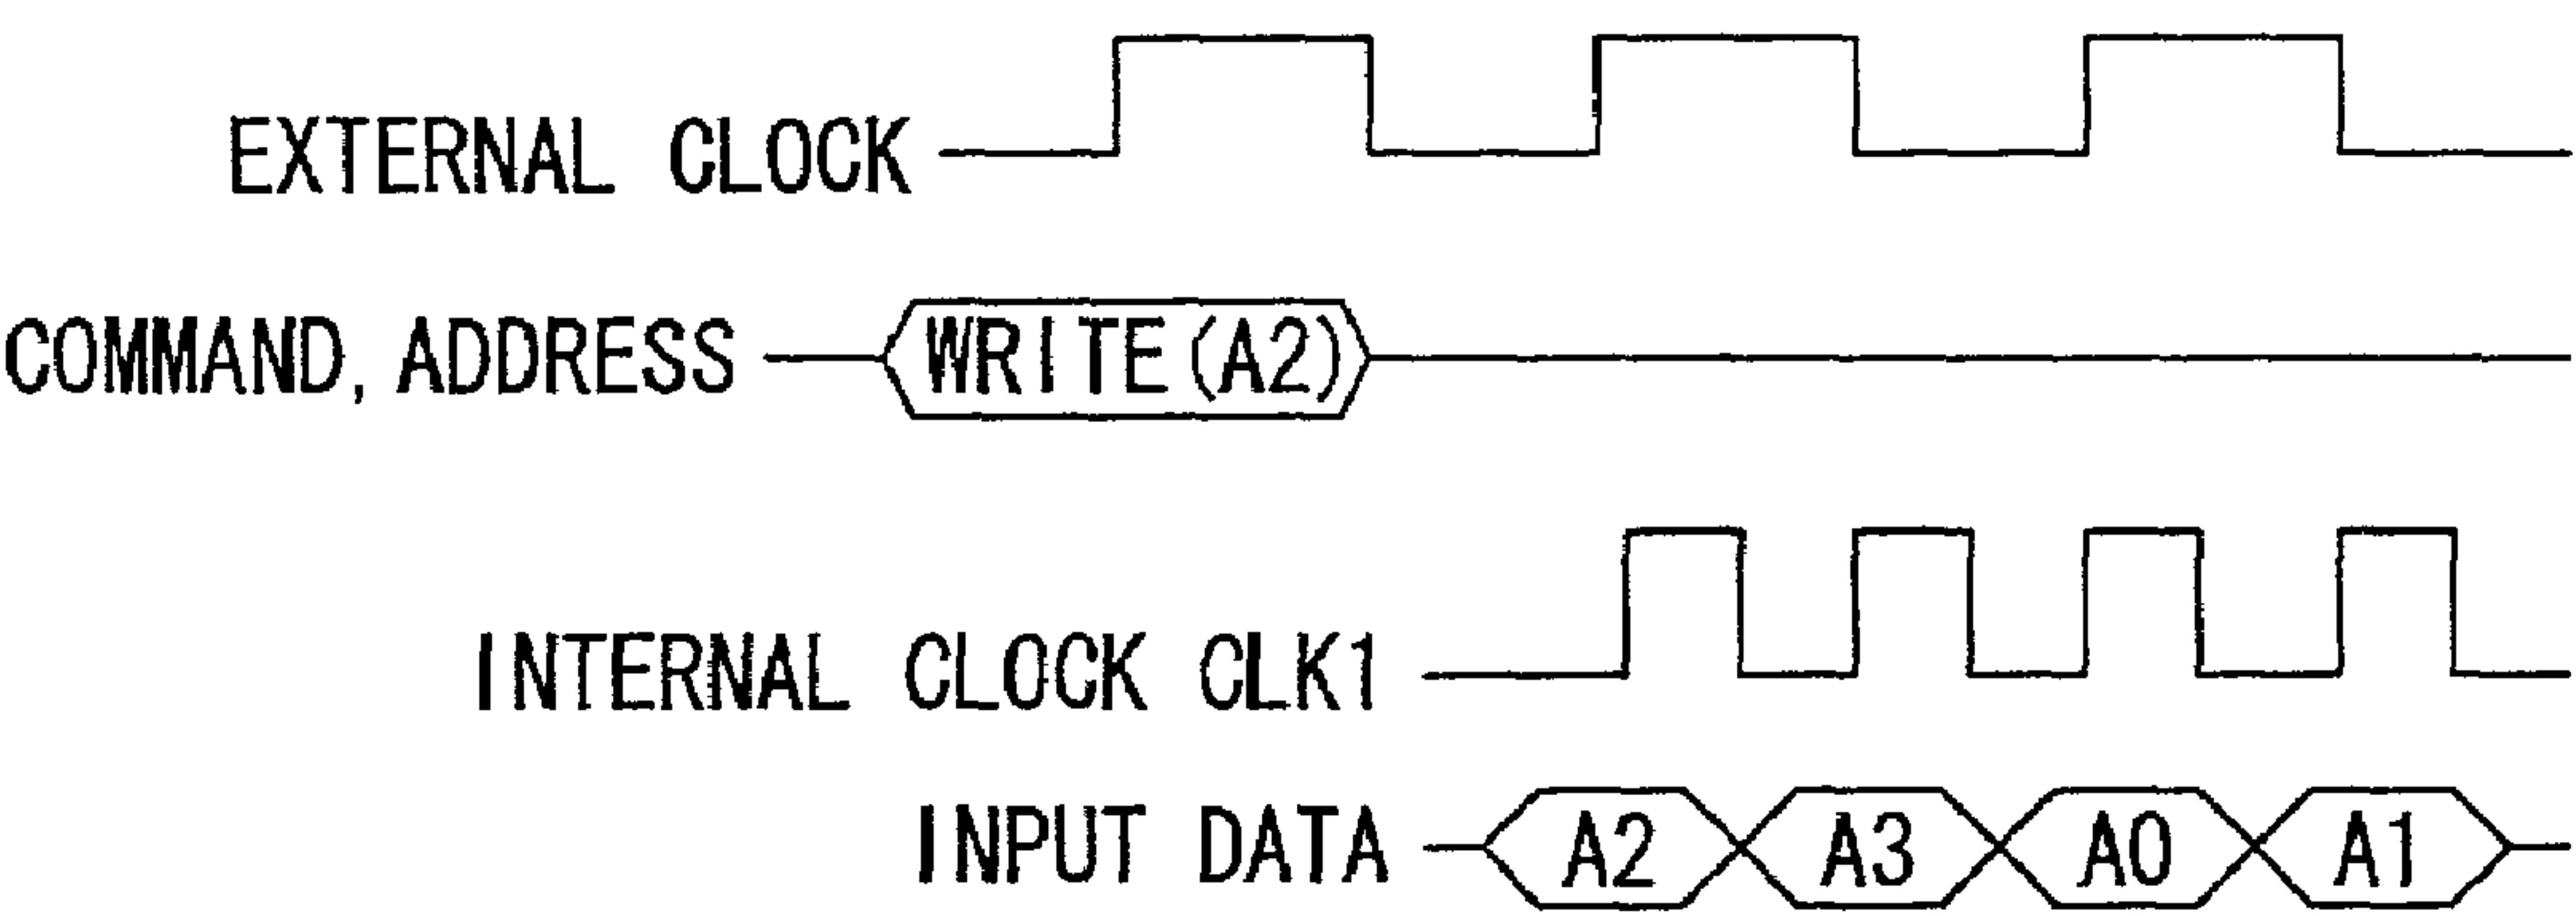 EXTERNAL CLOCK
COMMAND, ADDRESS WRITE(A2)
INTERNAL CLOCK CLK1
INPUT DATA A2 A3 A0 A1